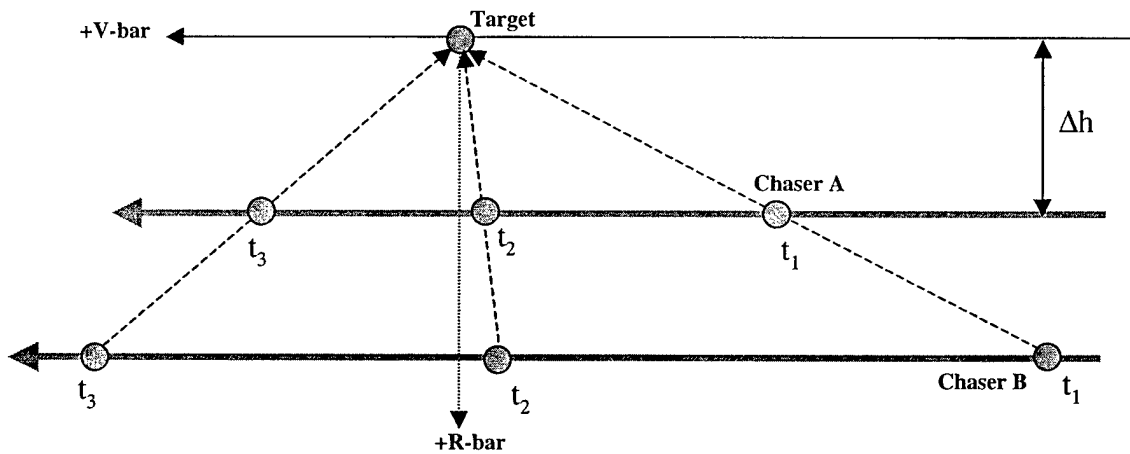 Target
+V-bar
Δh
Chaser A
t₃
t₂
t₁
Chaser B
t₃
t₂
t₁
+R-bar